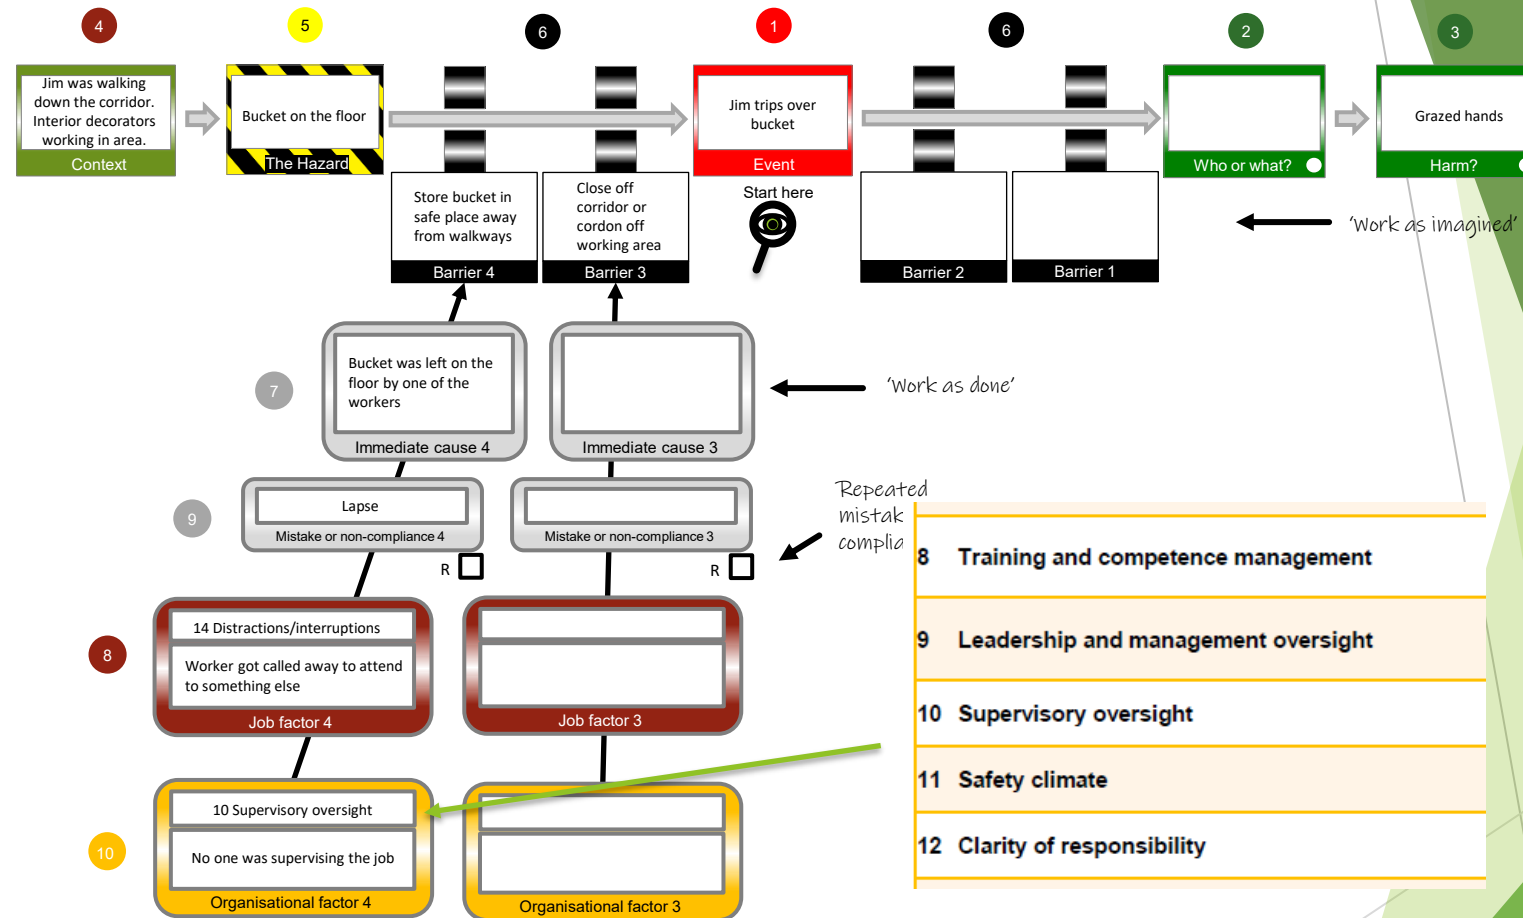 4
5
6
1
6
2
3
Jim was walking
down the corridor.
Interior decorators
working in area.
Context
Bucket on the floor
The Hazard
Jim trips over
bucket
Event
Who or what?
Grazed hands
Harm?
Store bucket in
safe place away
from walkways
Barrier 4
Close off
corridor or
cordon off
working area
Barrier 3
Start here
Barrier 2
Barrier 1
'Work as imagined'
7
Bucket was left on the
floor by one of the
workers
Immediate cause 4
Immediate cause 3
'Work as done'
9
Lapse
Mistake or non-compliance 4
R
Mistake or non-compliance 3
R
Repeated
mistak
complia
8
14 Distractions/interruptions
Worker got called away to attend
to something else
Job factor 4
Job factor 3
10
10 Supervisory oversight
No one was supervising the job
Organisational factor 4
Organisational factor 3
8 Training and competence management
9 Leadership and management oversight
10 Supervisory oversight
11 Safety climate
12 Clarity of responsibility